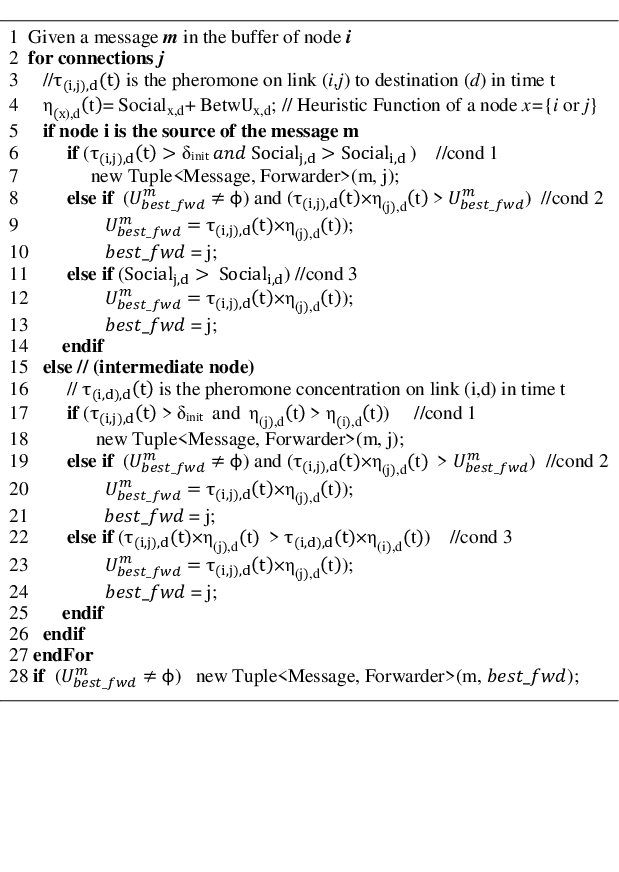 1 Given a message m in the buffer of node i
2 for connections j
3 //τ(i,j),d(t) is the pheromone on link (i,j) to destination (d) in time t
4 η(x),d(t)= Socialx,d+ BetwUx,d; // Heuristic Function of a node x={i or j}
5 if node i is the source of the message m
6 if (τ(i,j),d(t) > δinit and Socialj,d > Sociali,d ) //cond 1
7 new Tuple<Message, Forwarder>(m, j);
8 else if (U^m_best_fwd ≠ ϕ) and (τ(i,j),d(t)×η(j),d(t) > U^m_best_fwd) //cond 2
9 U^m_best_fwd = τ(i,j),d(t)×η(j),d(t));
10 best_fwd = j;
11 else if (Socialj,d > Sociali,d) //cond 3
12 U^m_best_fwd = τ(i,j),d(t)×η(j),d(t));
13 best_fwd = j;
14 endif
15 else // (intermediate node)
16 // τ(i,d),d(t) is the pheromone concentration on link (i,d) in time t
17 if (τ(i,j),d(t) > δinit and η(j),d(t) > η(i),d(t)) //cond 1
18 new Tuple<Message, Forwarder>(m, j);
19 else if (U^m_best_fwd ≠ ϕ) and (τ(i,j),d(t)×η(j),d(t) > U^m_best_fwd) //cond 2
20 U^m_best_fwd = τ(i,j),d(t)×η(j),d(t));
21 best_fwd = j;
22 else if (τ(i,j),d(t)×η(j),d(t) > τ(i,d),d(t)×η(i),d(t)) //cond 3
23 U^m_best_fwd = τ(i,j),d(t)×η(j),d(t));
24 best_fwd = j;
25 endif
26 endif
27 endFor
28 if (U^m_best_fwd ≠ ϕ) new Tuple<Message, Forwarder>(m, best_fwd);